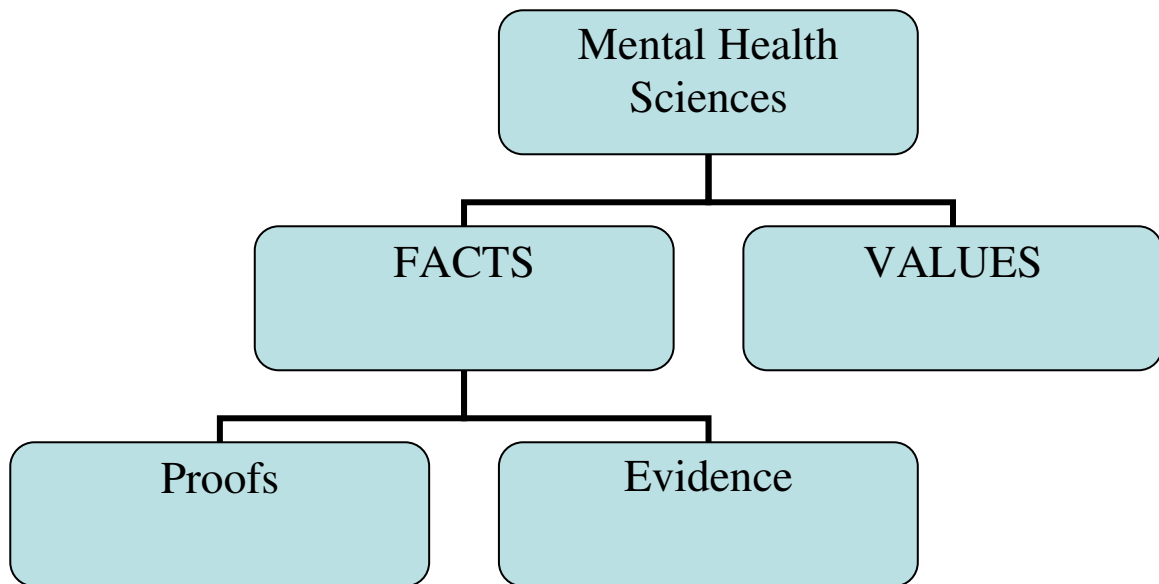 Mental Health
Sciences
FACTS
VALUES
Proofs
Evidence